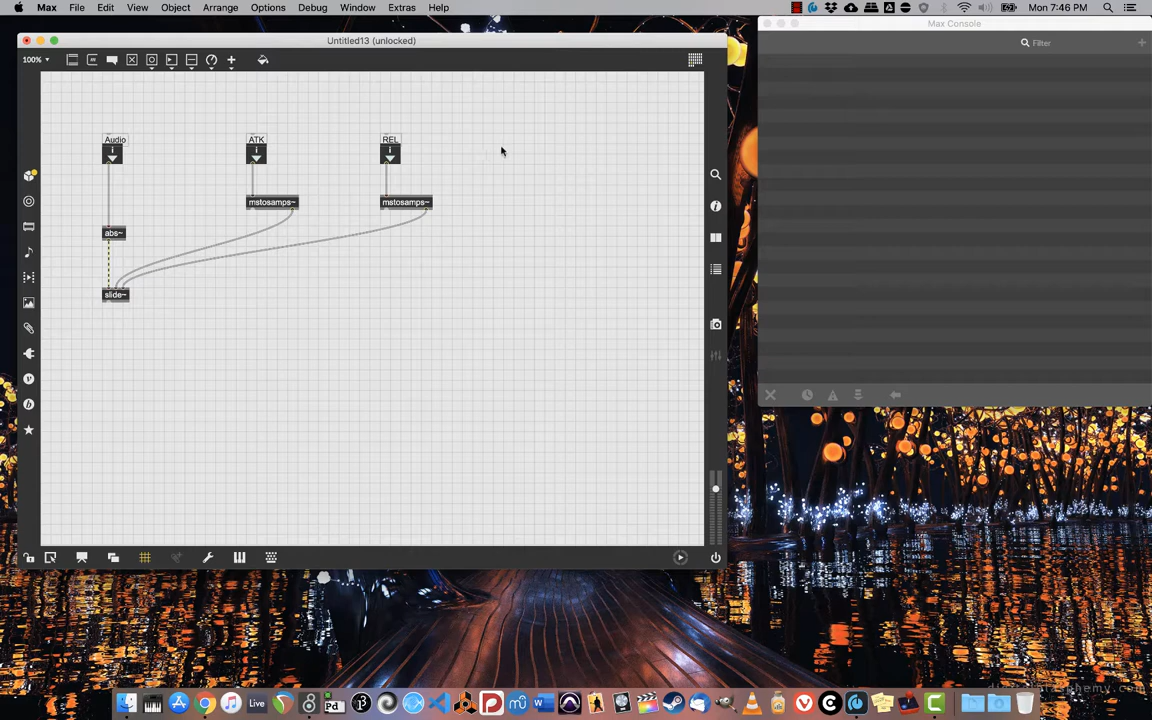 Max File Edit View Object Arrange Options Debug Window Extras Help
Mon 7:46 PM
Untitled13 (unlocked)
Max Console
100%
Filter
Audio
ATK
REL
i
i
i
mstosamps~
mstosamps~
abs~
slide~
Live
Pd